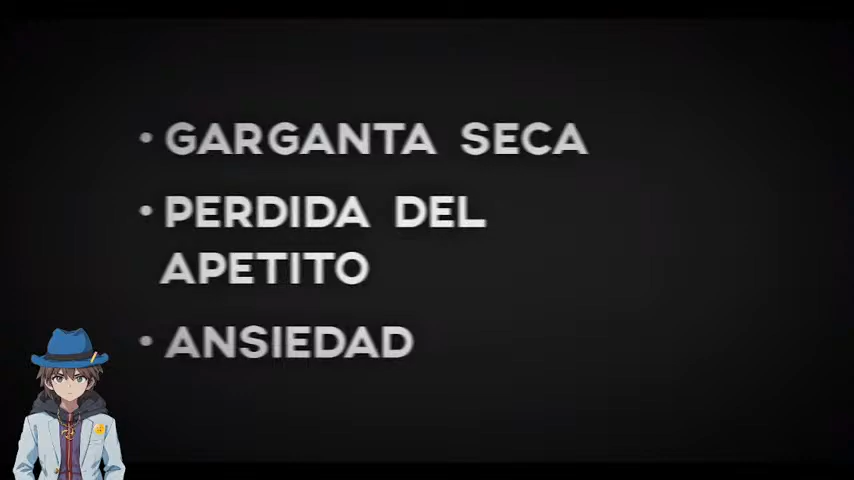 • GARGANTA SECA
• PERDIDA DEL
APETITO
• ANSIEDAD